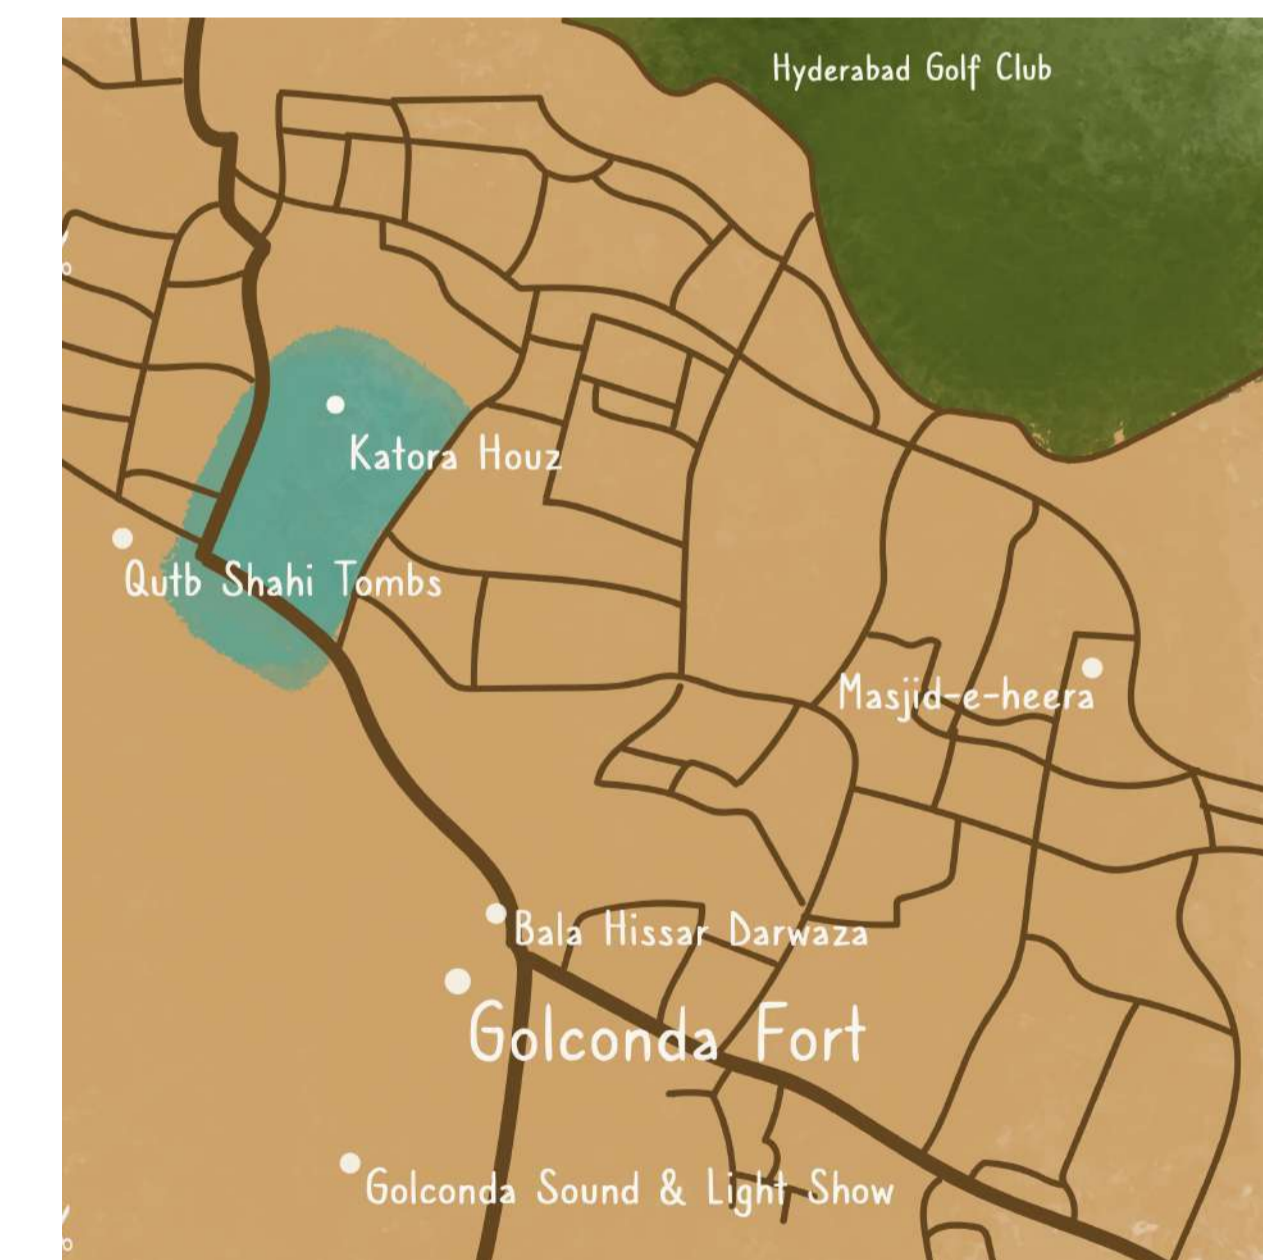 Hyderabad Golf Club
Katora Houz
Qutb Shahi Tombs
Masjid-e-heera
Bala Hissar Darwaza
Golconda Fort
Golconda Sound & Light Show